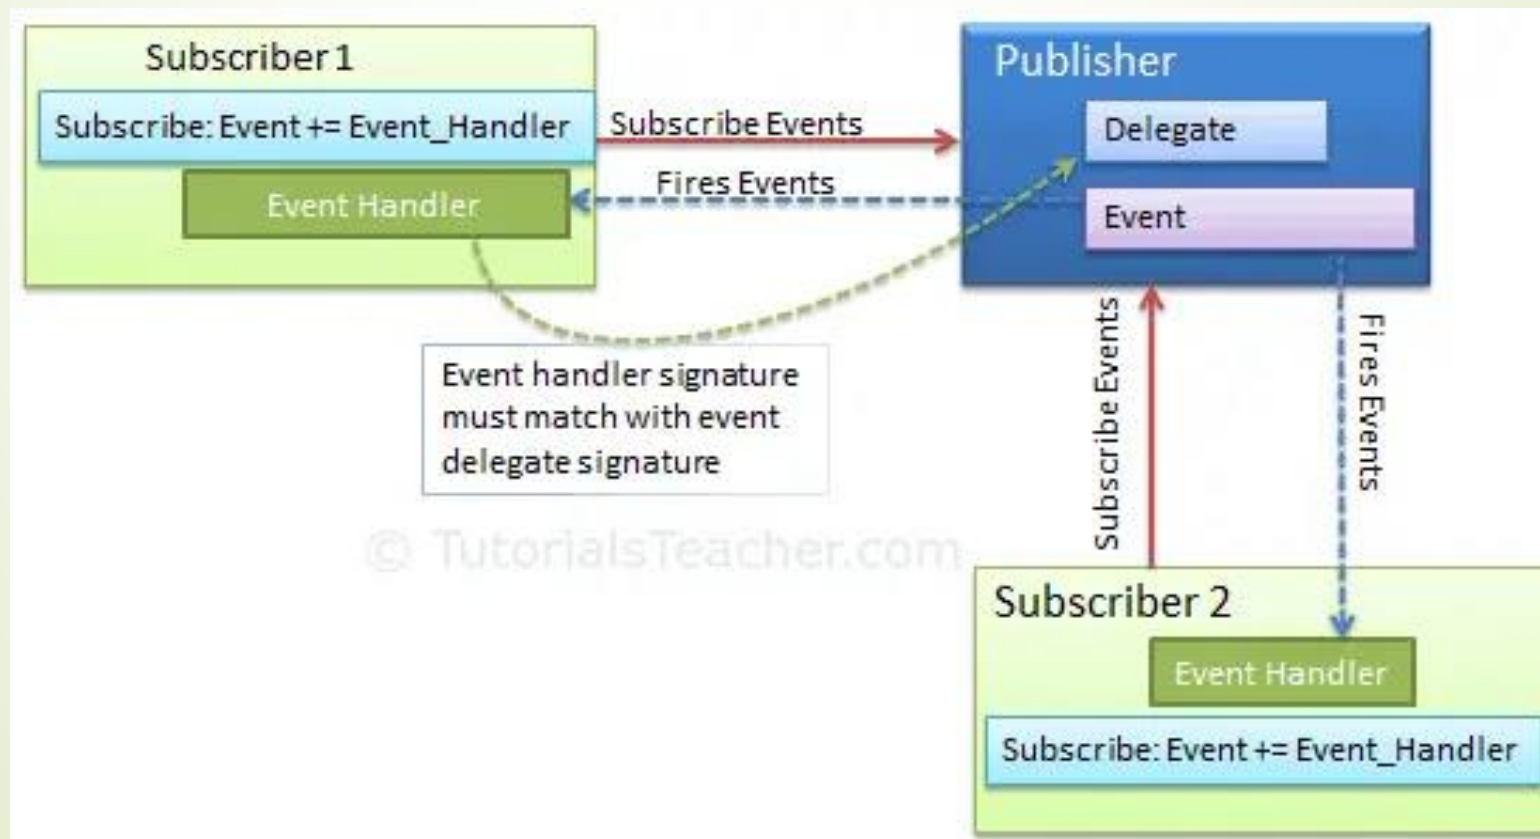 Subscriber 1
Subscribe: Event += Event_Handler
Event Handler
Subscribe Events
Fires Events
Publisher
Delegate
Event
Event handler signature
must match with event
delegate signature
Subscribe Events
Fires Events
© TutorialsTeacher.com
Subscriber 2
Event Handler
Subscribe: Event += Event_Handler